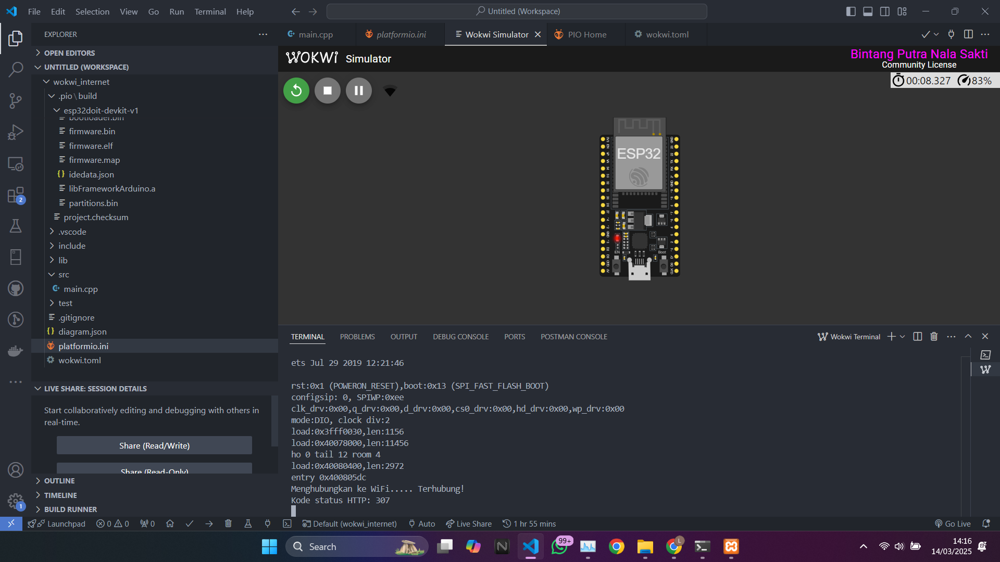 File Edit Selection View Go Run Terminal Help
Untitled (Workspace)
EXPLORER
main.cpp
platformio.ini
Wokwi Simulator
PIO Home
wokwi.toml
OPEN EDITORS
UNTITLED (WORKSPACE)
wokwi_internet
.pio\build
esp32doit-devkit-v1
bootloader.bin
firmware.bin
firmware.elf
firmware.map
idedata.json
libFrameworkArduino.a
partitions.bin
project.checksum
.vscode
include
lib
src
main.cpp
test
.gitignore
diagram.json
platformio.ini
wokwi.toml
LIVE SHARE: SESSION DETAILS
Start collaboratively editing and debugging with others in
real-time.
Share (Read/Write)
Share (Read-Only)
OUTLINE
TIMELINE
BUILD RUNNER
2
1
WOKWi Simulator
Bintang Putra Nala Sakti
Community License
00:08.327 83%
ESP32
EN
Boot
TERMINAL PROBLEMS OUTPUT DEBUG CONSOLE PORTS POSTMAN CONSOLE
Wokwi Terminal
ets Jul 29 2019 12:21:46
rst:0x1 (POWERON_RESET),boot:0x13 (SPI_FAST_FLASH_BOOT)
configsip: 0, SPIWP:0xee
clk_drv:0x00,q_drv:0x00,d_drv:0x00,cs0_drv:0x00,hd_drv:0x00,wp_drv:0x00
mode:DIO, clock div:2
load:0x3fff0030,len:1156
load:0x40078000,len:11456
ho 0 tail 12 room 4
load:0x40080400,len:2972
entry 0x400805dc
Menghubungkan ke WiFi..... Terhubung!
Kode status HTTP: 307
Launchpad 0 0 0 Default (wokwi_internet) Auto Live Share 1 hr 55 mins Go Live
Search
99+
L
14:16
14/03/2025